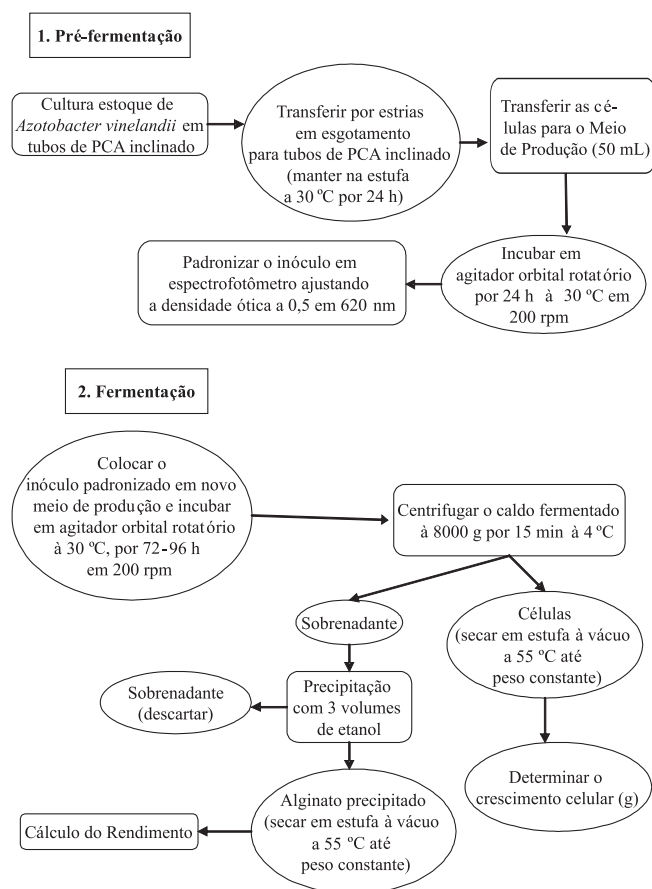 1. Pré-fermentação
Cultura estoque de
Azotobacter vinelandii em
tubos de PCA inclinado
Transferir por estrias
em esgotamento
para tubos de PCA inclinado
(manter na estufa
a 30 ºC por 24 h)
Transferir as cé-
lulas para o Meio
de Produção (50 mL)
Incubar em
agitador orbital rotatório
por 24 h à 30 ºC em
200 rpm
Padronizar o inóculo em
espectrofotômetro ajustando
a densidade ótica a 0,5 em 620 nm
2. Fermentação
Colocar o
inóculo padronizado em novo
meio de produção e incubar
em agitador orbital rotatório
à 30 ºC, por 72-96 h
em 200 rpm
Centrifugar o caldo fermentado
à 8000 g por 15 min à 4 ºC
Sobrenadante
Células
(secar em estufa à vácuo
a 55 ºC até
peso constante)
Sobrenadante
(descartar)
Precipitação
com 3 volumes
de etanol
Determinar o
crescimento celular (g)
Alginato precipitado
(secar em estufa à vácuo
a 55 ºC até
peso constante)
Cálculo do Rendimento